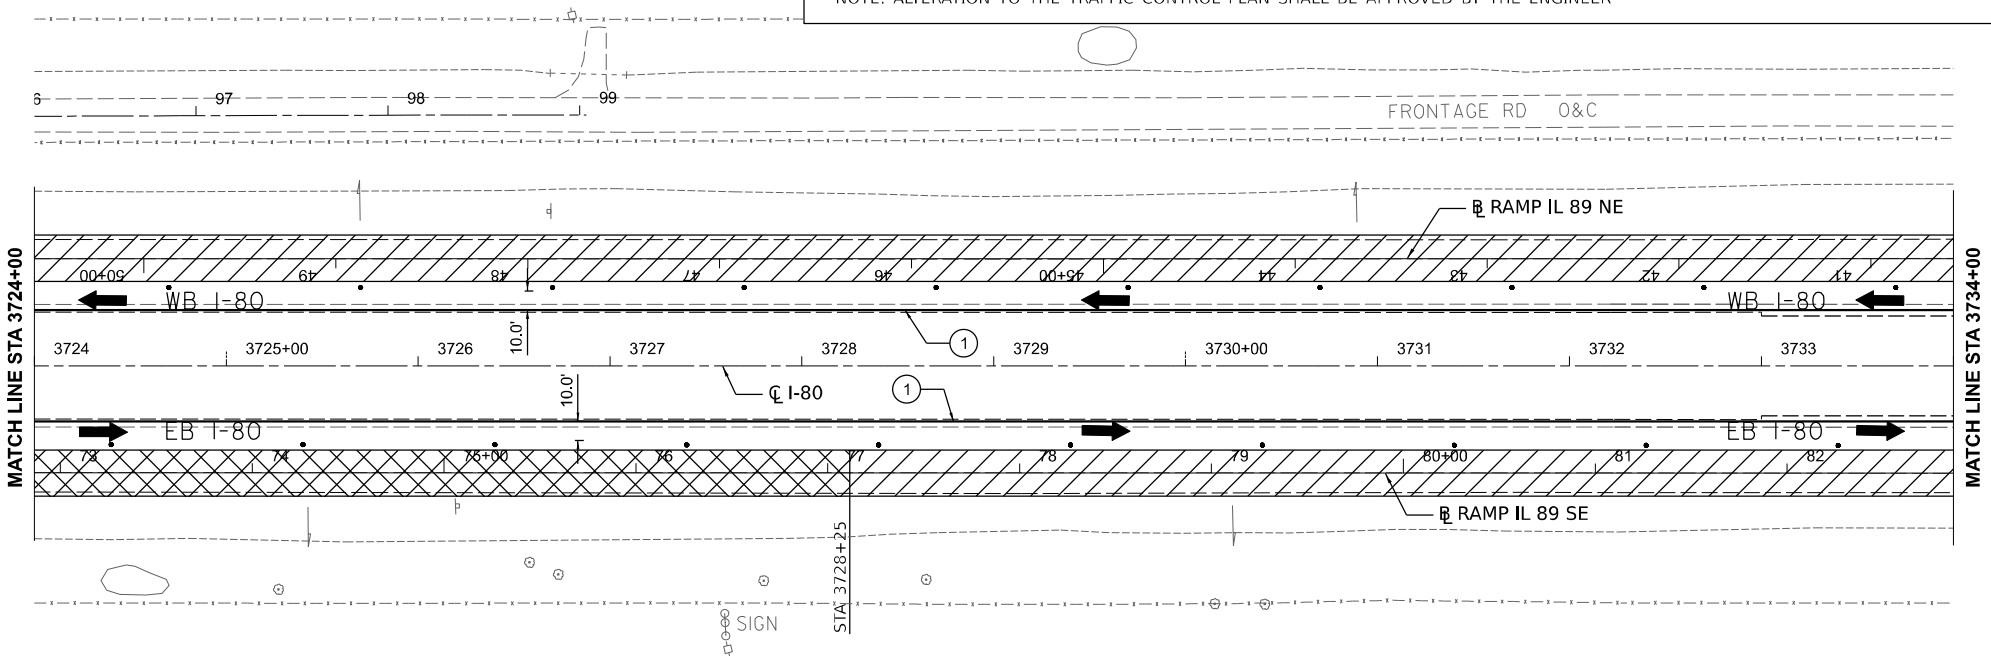 NOTE: ALTERATION TO THE TRAFFIC CONTROL PLAN SHALL BE APPROVED BY THE ENGINEER
97 98 99
FRONTAGE RD O&C
℄ RAMP IL 89 NE
50+00 49 48 47 46 45+00 44 43 42 41
WB I-80 WB I-80
10.0'
1
3724 3725+00 3726 3727 3728 3729 3730+00 3731 3732 3733
MATCH LINE STA 3724+00
MATCH LINE STA 3734+00
℄ I-80
10.0'
1
EB I-80 EB I-80
73 74 75+00 76 77 78 79 80+00 81 82
℄ RAMP IL 89 SE
STA 3728+25
SIGN